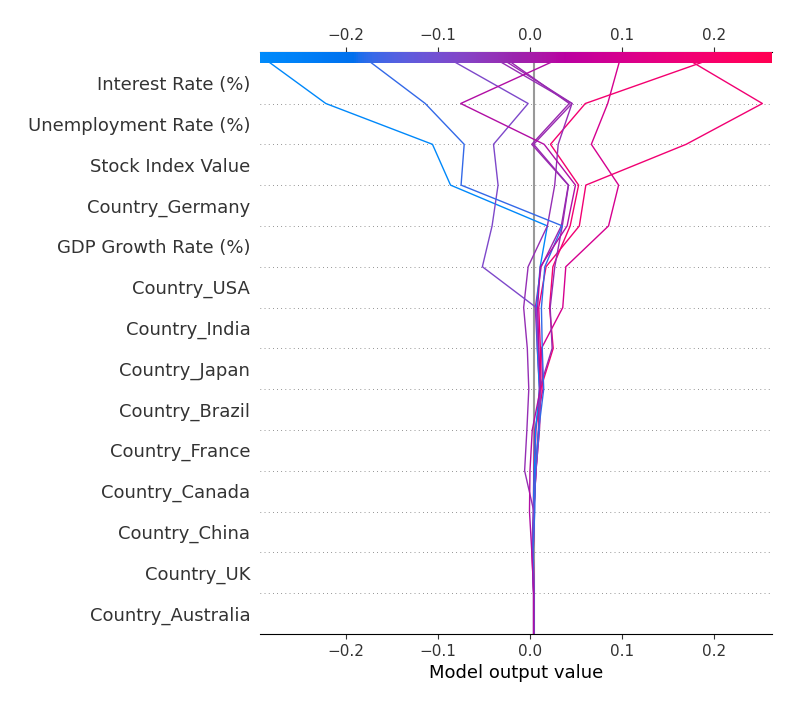 −0.2 −0.1 0.0 0.1 0.2
Interest Rate (%)
Unemployment Rate (%)
Stock Index Value
Country_Germany
GDP Growth Rate (%)
Country_USA
Country_India
Country_Japan
Country_Brazil
Country_France
Country_Canada
Country_China
Country_UK
Country_Australia
−0.2 −0.1 0.0 0.1 0.2
Model output value